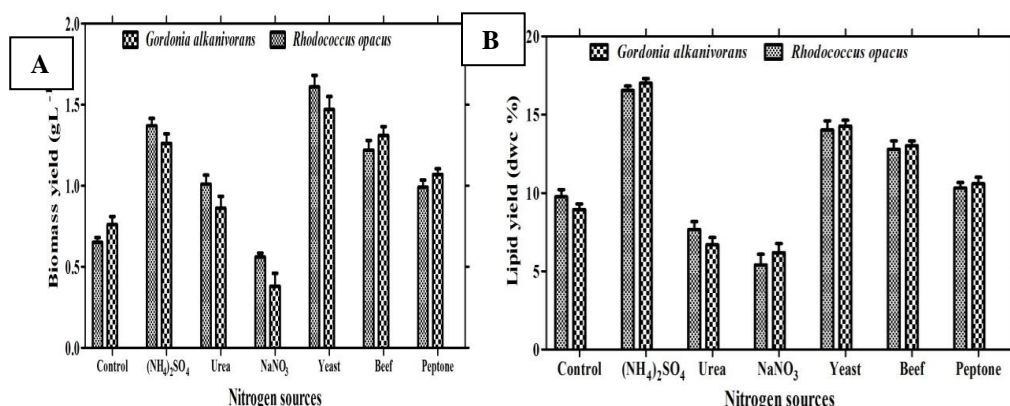 A
Gordonia alkanivorans
Rhodococcus opacus
Biomass yield (gL⁻
2.0
1.5
1.0
0.5
0.0
Control
(NH4)2SO4
Urea
NaNO3
Yeast
Beef
Peptone
Nitrogen sources
B
Gordonia alkanivorans
Rhodococcus opacus
Lipid yield (dwc %)
20
15
10
5
0
Control
(NH4)2SO4
Urea
NaNO3
Yeast
Beef
Peptone
Nitrogen sources